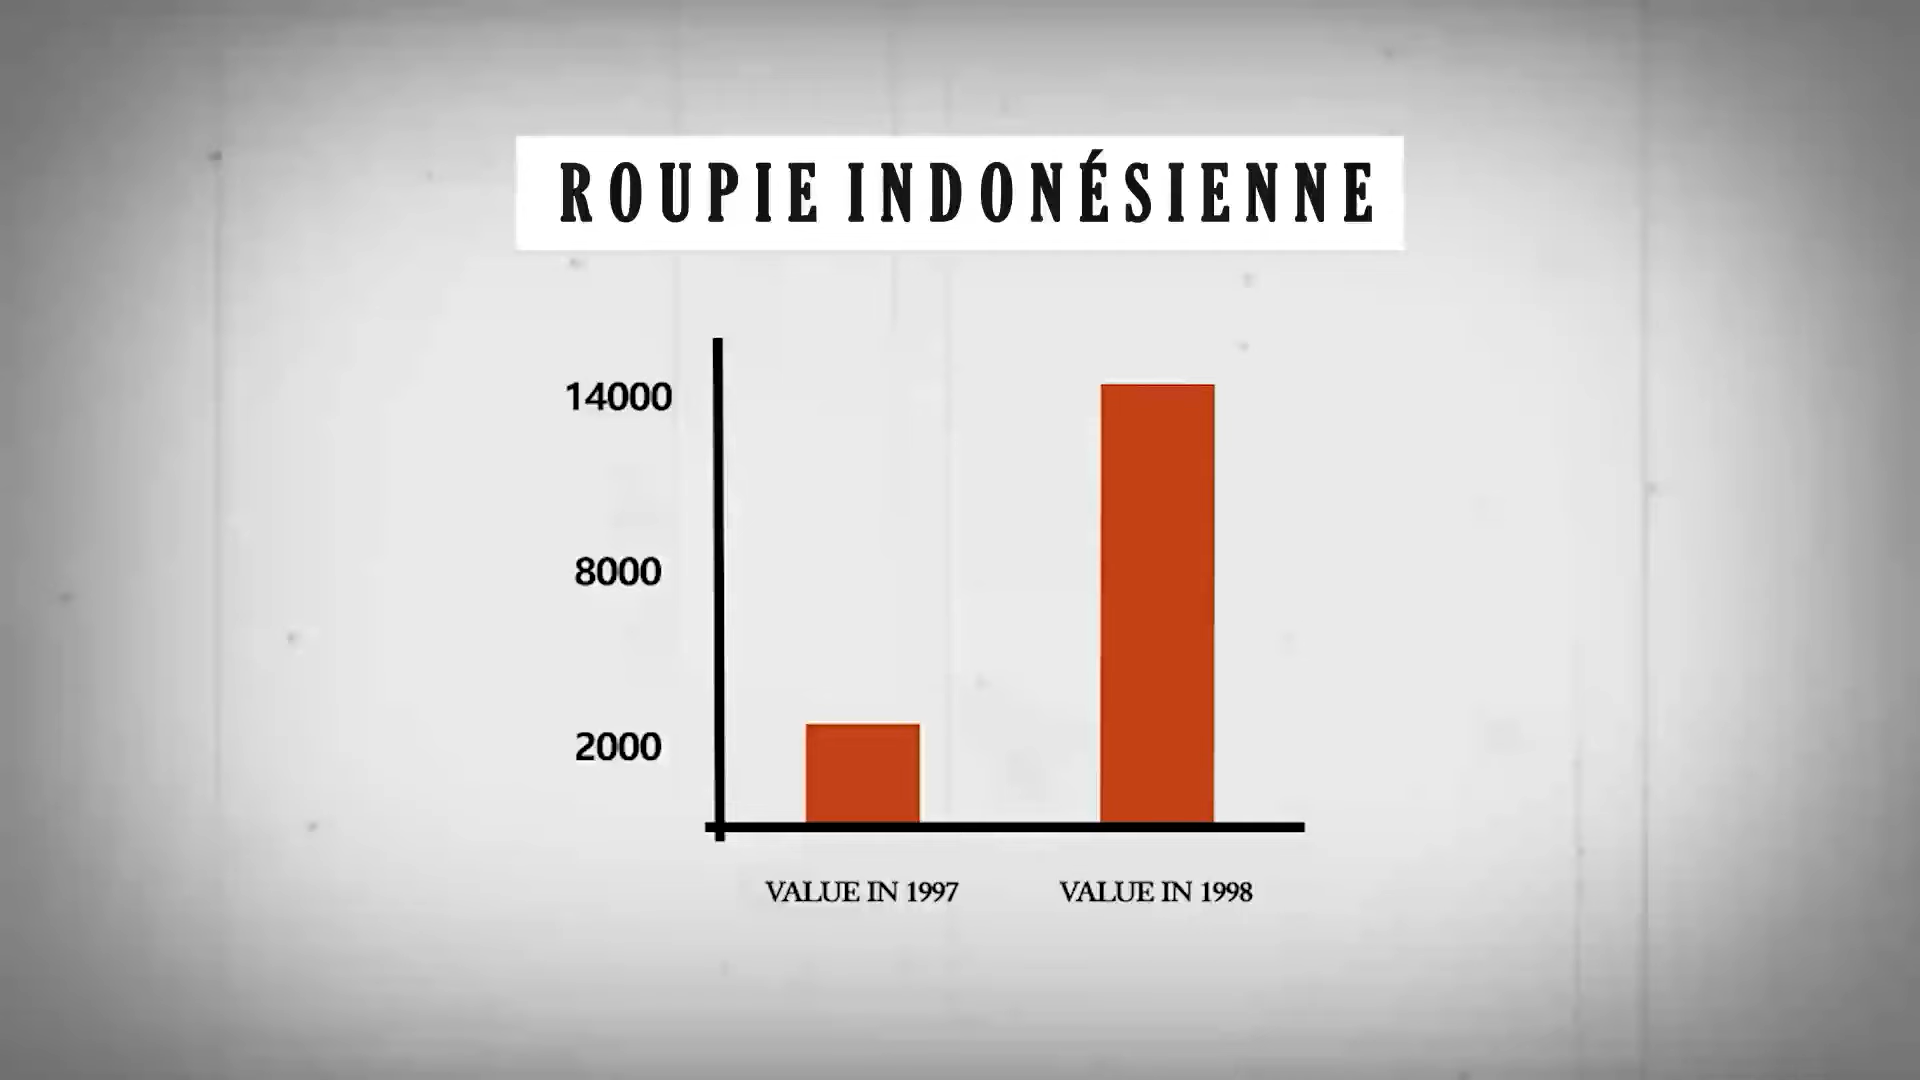 ROUPIE INDONÉSIENNE
14000
8000
2000
VALUE IN 1997
VALUE IN 1998